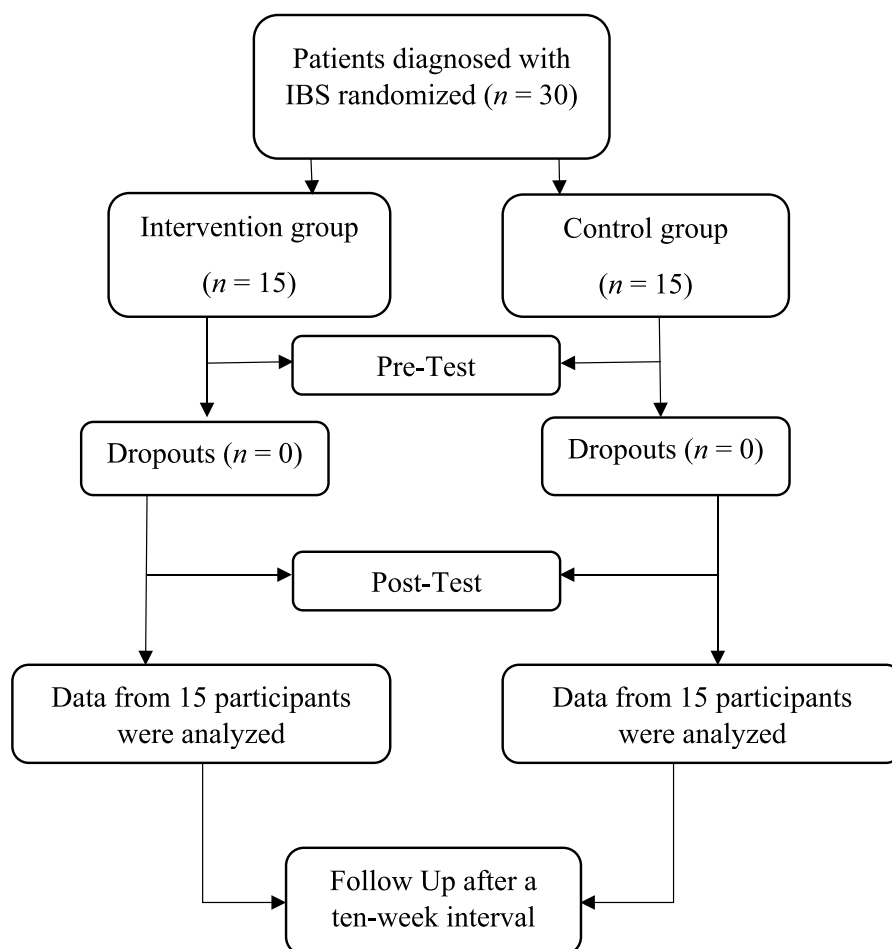 Patients diagnosed with
IBS randomized (n = 30)
Intervention group
(n = 15)
Control group
(n = 15)
Pre-Test
Dropouts (n = 0)
Dropouts (n = 0)
Post-Test
Data from 15 participants
were analyzed
Data from 15 participants
were analyzed
Follow Up after a
ten-week interval